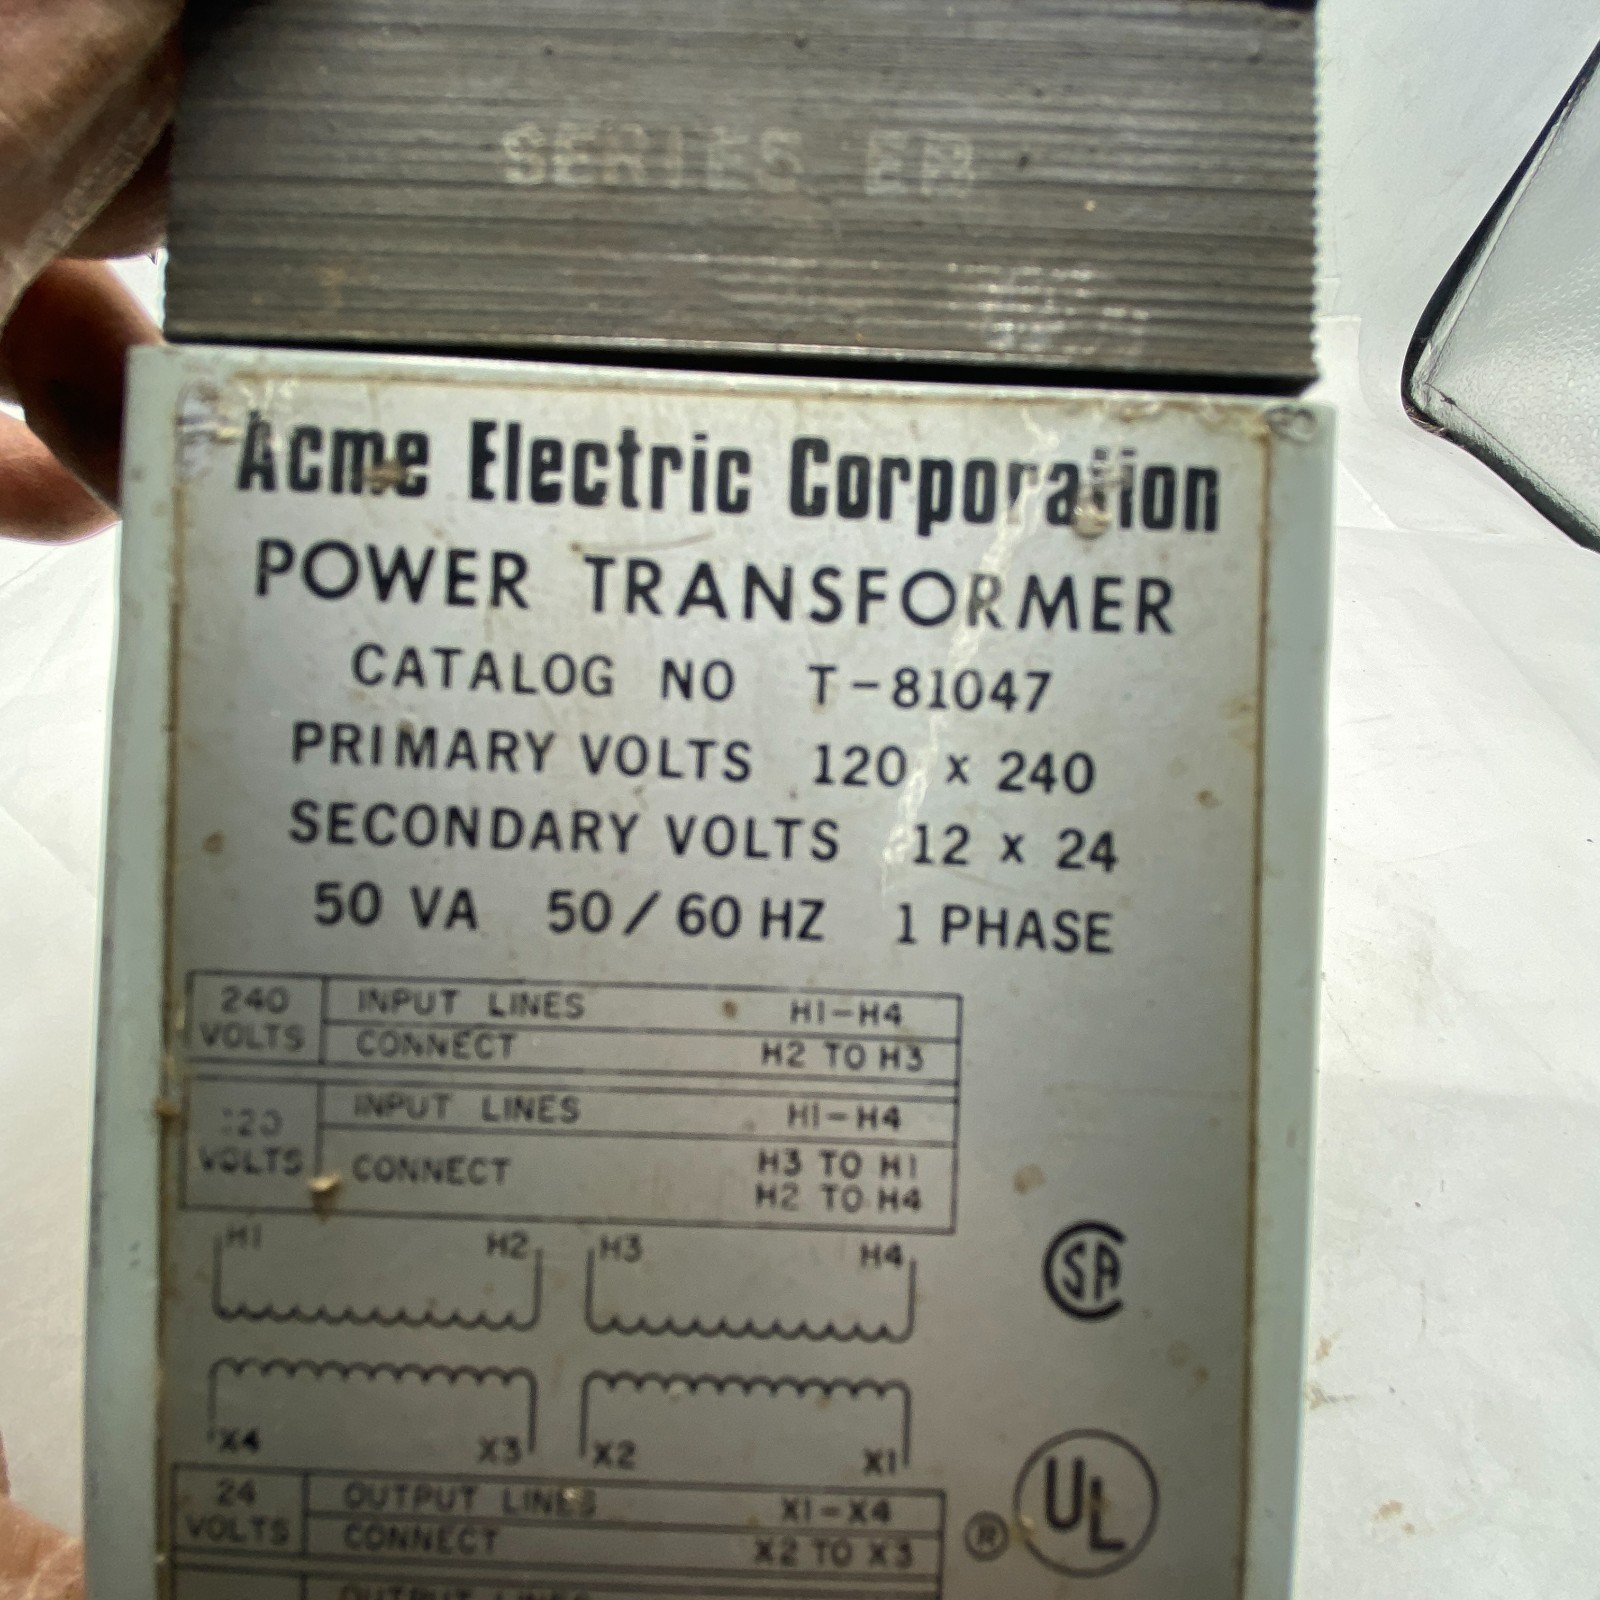 SERIES EB
Acme Electric Corporation
POWER TRANSFORMER
CATALOG NO T-81047
PRIMARY VOLTS 120 x 240
SECONDARY VOLTS 12 x 24
50 VA 50/60 HZ 1 PHASE
240 VOLTS INPUT LINES H1-H4
CONNECT H2 TO H3
120 VOLTS INPUT LINES H1-H4
CONNECT H3 TO H1
H2 TO H4
H1 H2 H3 H4
SA
X4 X3 X2 X1
UL
®
24 VOLTS OUTPUT LINES X1-X4
CONNECT X2 TO X3
OUTPUT LINES